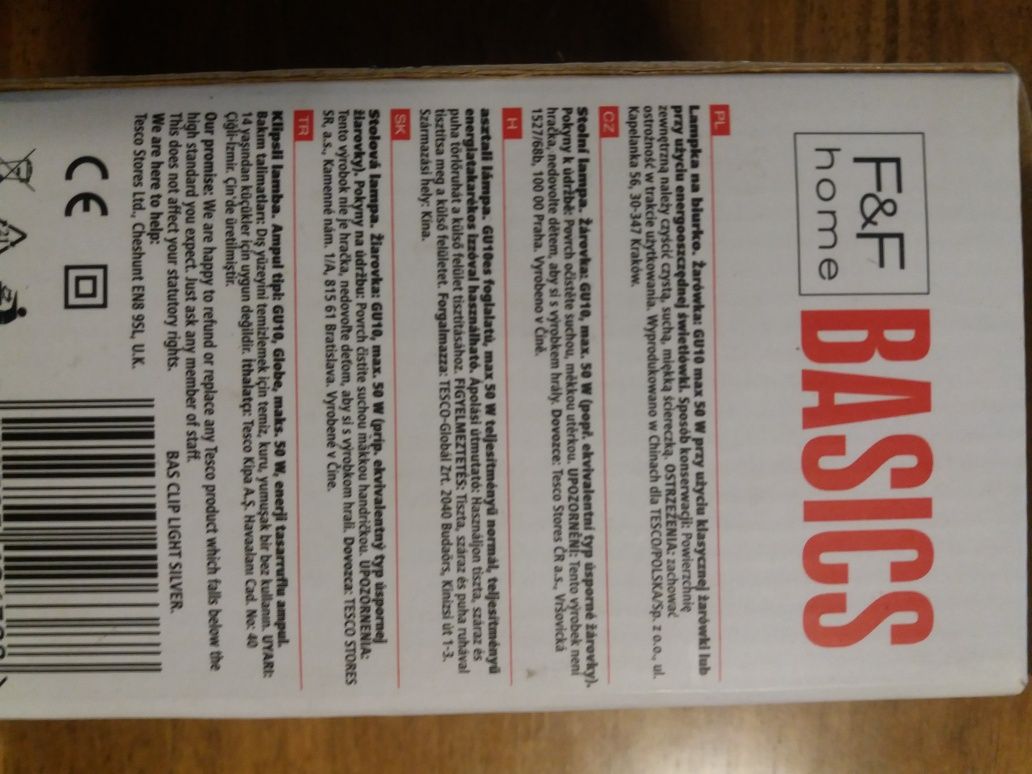 F&F
home
BASICS
PL
Lampka na biurko. Żarówka: GU10 max 50 W przy użyciu klasycznej żarówki lub
przy użyciu energooszczędnej świetlówki. Sposób konserwacji: Powierzchnię
zewnętrzną należy czyścić czystą, suchą, miękką ściereczką. OSTRZEŻENIA: zachować
ostrożność w trakcie użytkowania. Wyprodukowano w Chinach dla TESCO/POLSKA/Sp. z o.o., ul.
Kapelanka 56, 30-347 Kraków.
CZ
Stolní lampa. Žárovka: GU10, max. 50 W (popř. ekvivalentní typ úsporné žárovky).
Pokyny k údržbě: Povrch očistěte suchou, měkkou utěrkou. UPOZORNĚNÍ: Tento výrobek není
hračka, nedovolte dětem, aby si s výrobkem hrály. Dovozce: Tesco Stores ČR a.s., Vršovická
1527/68b, 100 00 Praha. Vyrobeno v Číně.
H
asztali lámpa. GU10es foglalatú, max 50 W teljesítményű normál, teljesítményű
energiatakarékos izzóval használható. Ápolási útmutató: Használjon tiszta, száraz és
puha törlőruhát a külső felület tisztításához. FIGYELMEZTETÉS: Tiszta, száraz és puha ruhával
tisztítsa meg a külső felületet. Forgalmazza: TESCO-Globál Zrt. 2040 Budaörs, Kinizsi út 1-3.
Származási hely: Kína.
SK
Stolová lampa. Žiarovka: GU10, max. 50 W (príp. ekvivalentný typ úspornej
žiarovky). Pokyny na údržbu: Povrch čistite suchou mäkkou handričkou. UPOZORNENIA:
Tento výrobok nie je hračka, nedovoľte deťom, aby si s výrobkom hrali. Dovozca: TESCO STORES
SR, a.s., Kamenné nám. 1/A, 815 61 Bratislava. Vyrobené v Číne.
TR
Klipsli lamba. Ampul tipi: GU10, Globe, maks. 50 W, enerji tasarruflu ampul.
Bakım talimatları: Dış yüzeyini temizlemek için temiz, kuru, yumuşak bir bez kullanın. UYARI:
14 yaşından küçükler için uygun değildir. İthalatçı: Tesco Kipa A.Ş. Havaalanı Cad. No: 40
Çiğli-İzmir. Çin'de üretilmiştir.
Our promise: We are happy to refund or replace any Tesco product which falls below the
high standard you expect. Just ask any member of staff.
This does not affect your statutory rights.
We are here to help:
Tesco Stores Ltd., Cheshunt EN8 9SL, U.K.
BAS CLIP LIGHT SILVER.
CE
21